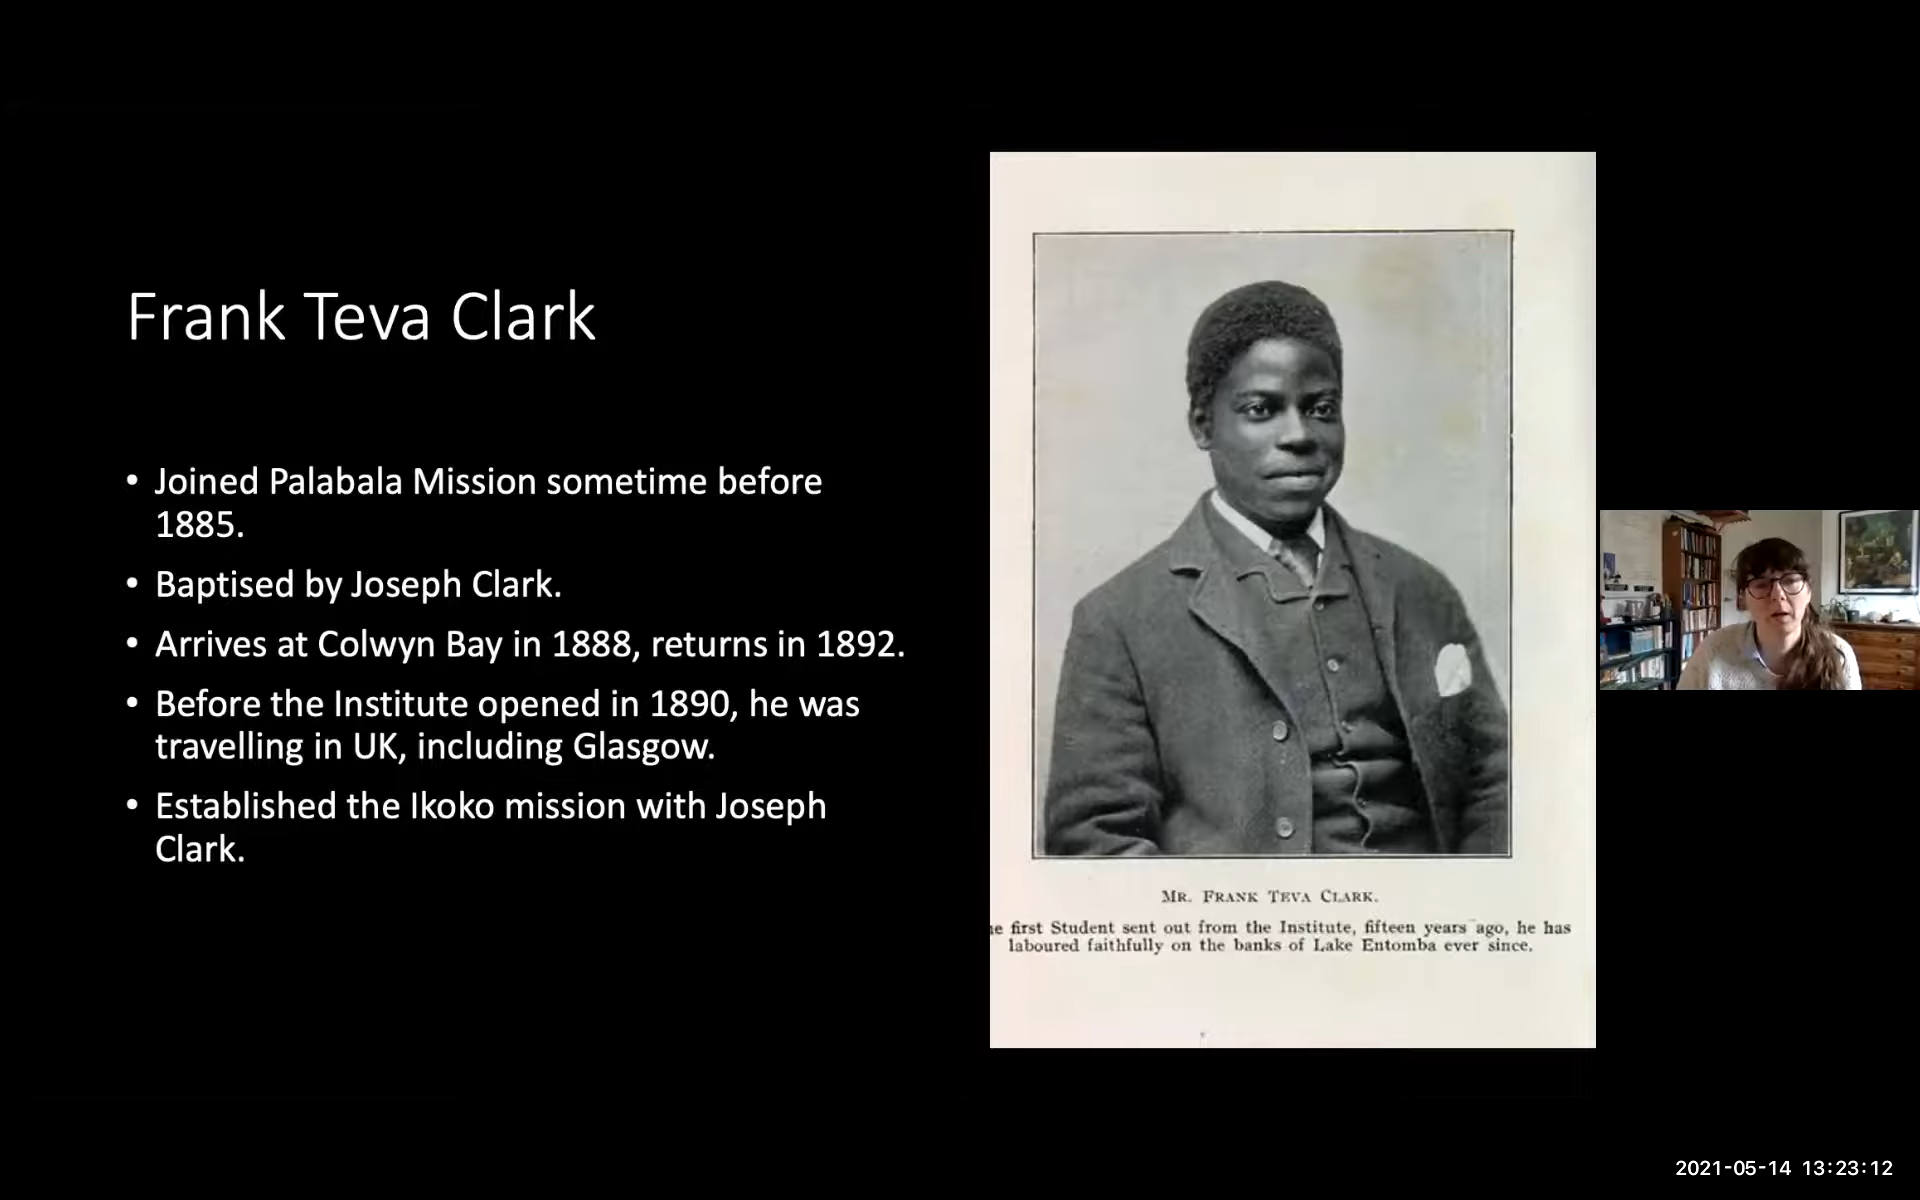 Frank Teva Clark
• Joined Palabala Mission sometime before
1885.
• Baptised by Joseph Clark.
• Arrives at Colwyn Bay in 1888, returns in 1892.
• Before the Institute opened in 1890, he was
travelling in UK, including Glasgow.
• Established the Ikoko mission with Joseph
Clark.
MR. FRANK TEVA CLARK.
e first Student sent out from the Institute, fifteen years ago, he has
laboured faithfully on the banks of Lake Entomba ever since.
2021-05-14 13:23:12